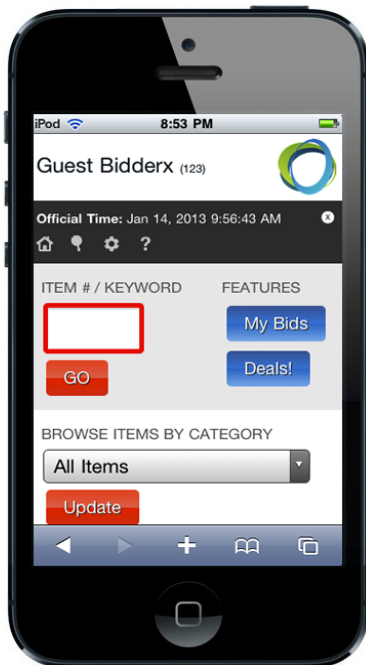 iPod 8:53 PM
Guest Bidderx (123)
Official Time: Jan 14, 2013 9:56:43 AM x
?
ITEM # / KEYWORD FEATURES
My Bids
GO Deals!
BROWSE ITEMS BY CATEGORY
All Items
Update